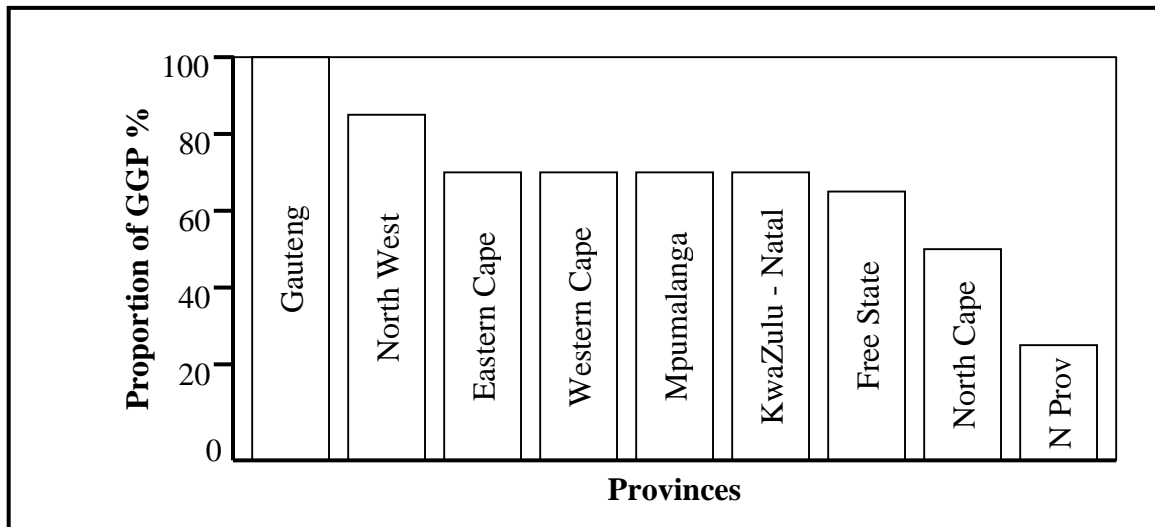 Proportion of GGP %
100
80
60
40
20
0
Gauteng
North West
Eastern Cape
Western Cape
Mpumalanga
KwaZulu - Natal
Free State
North Cape
N Prov
Provinces